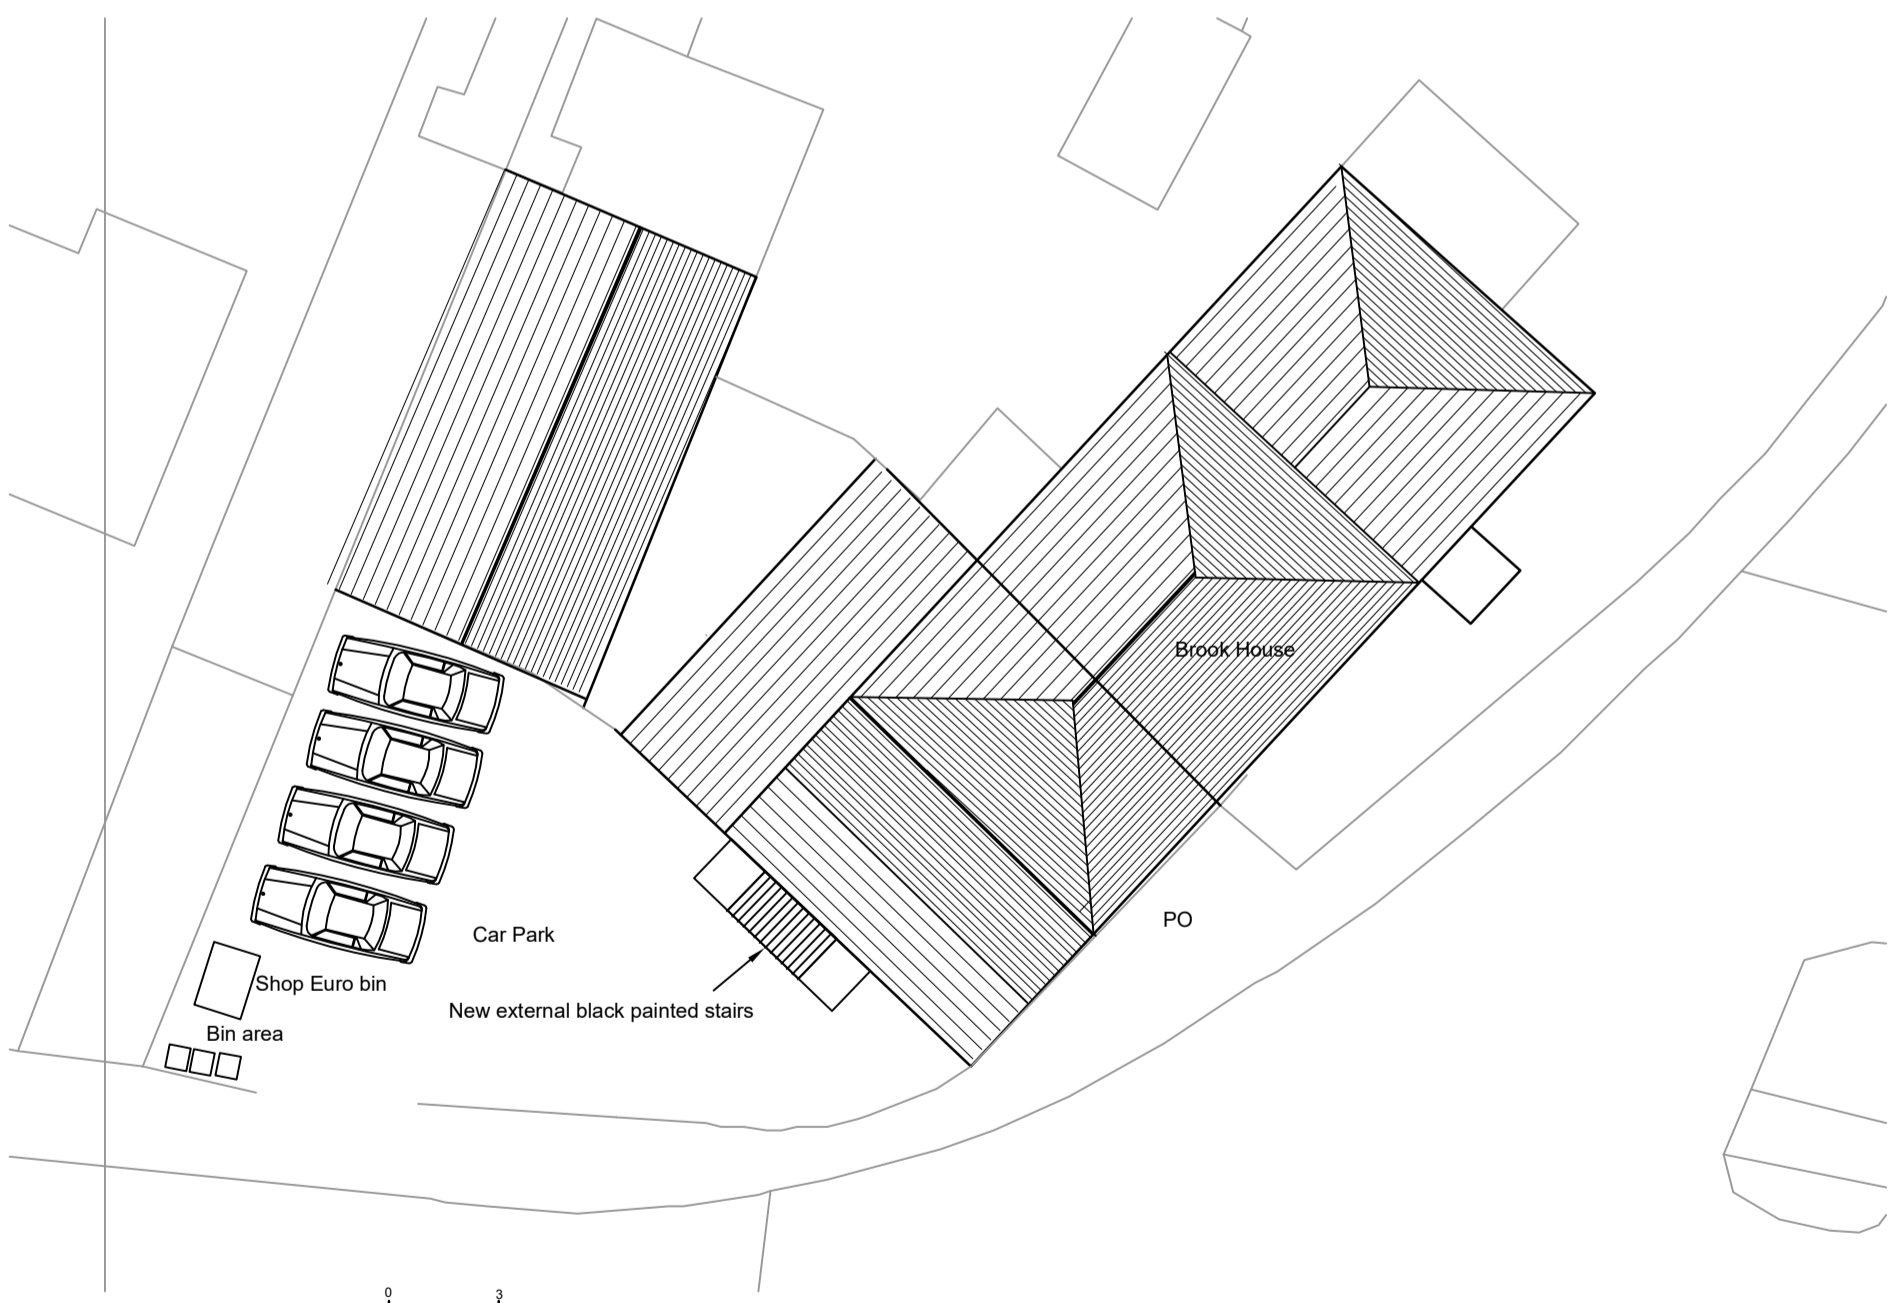 Brook House
PO
Car Park
Shop Euro bin
New external black painted stairs
Bin area
0 3